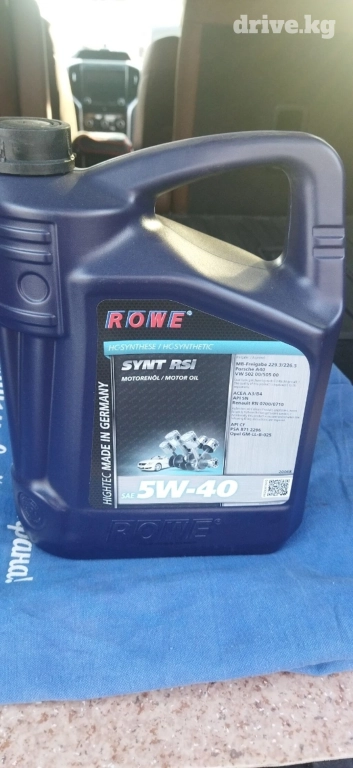 drive.kg
ROWE
HC-SYNTHESE / HC-SYNTHETIC
SYNT RSI
MOTORENÖL / MOTOR OIL
HIGHTEC MADE IN GERMANY
SAE 5W-40
MB-Freigabe 229.5/226.5
Porsche A40
VW 502 00/505 00
ACEA A3/B4
API SN
Renault RN 0700/0710
API CF
PSA B71 2296
Opel GM LL-B-025
ROWE